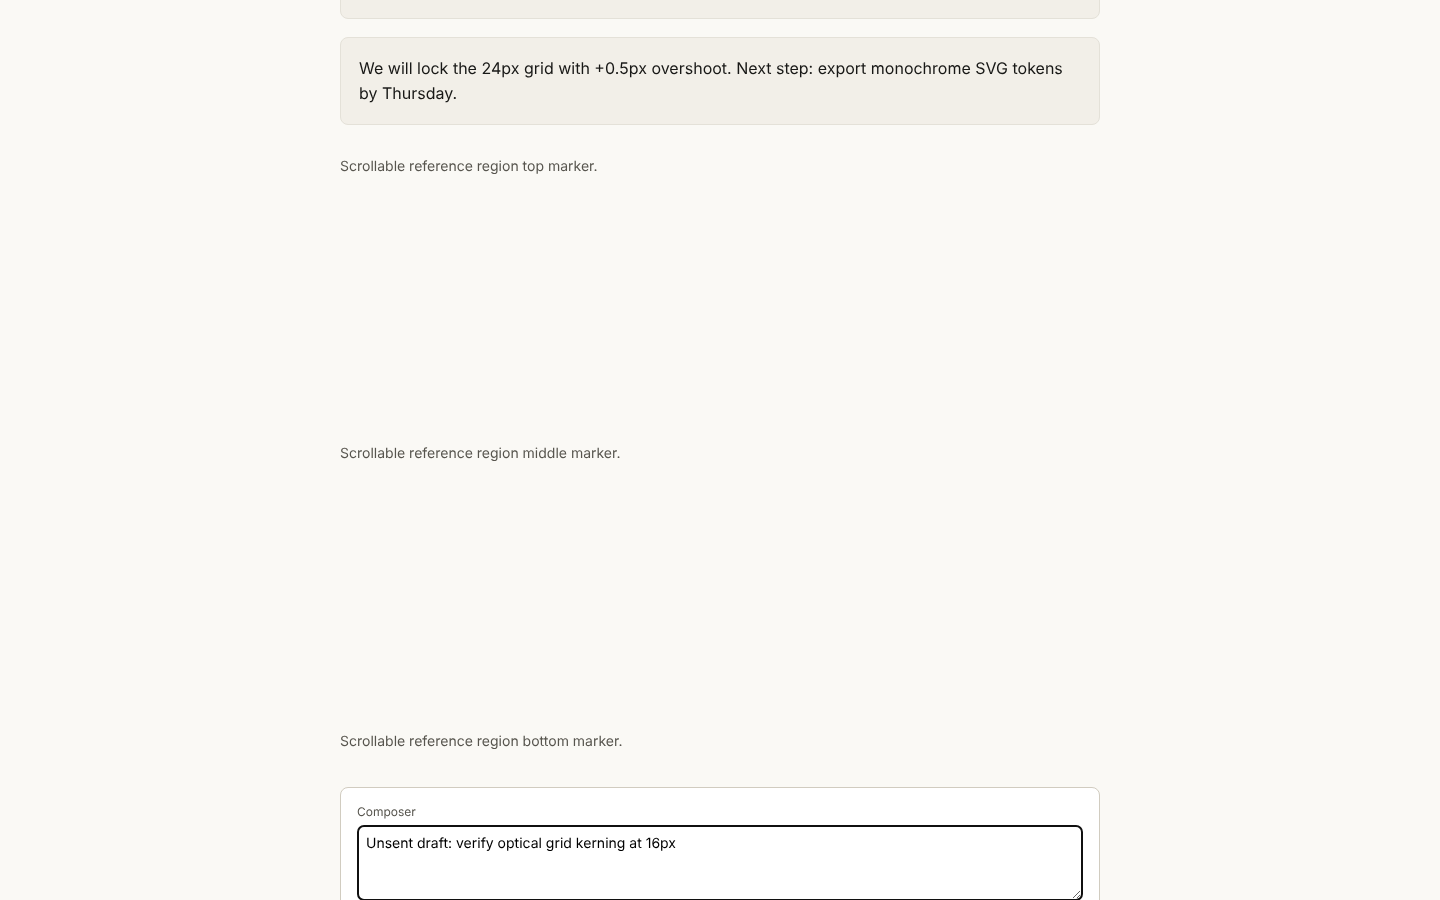 We will lock the 24px grid with +0.5px overshoot. Next step: export monochrome SVG tokens
by Thursday.
Scrollable reference region top marker.
Scrollable reference region middle marker.
Scrollable reference region bottom marker.
Composer
Unsent draft: verify optical grid kerning at 16px